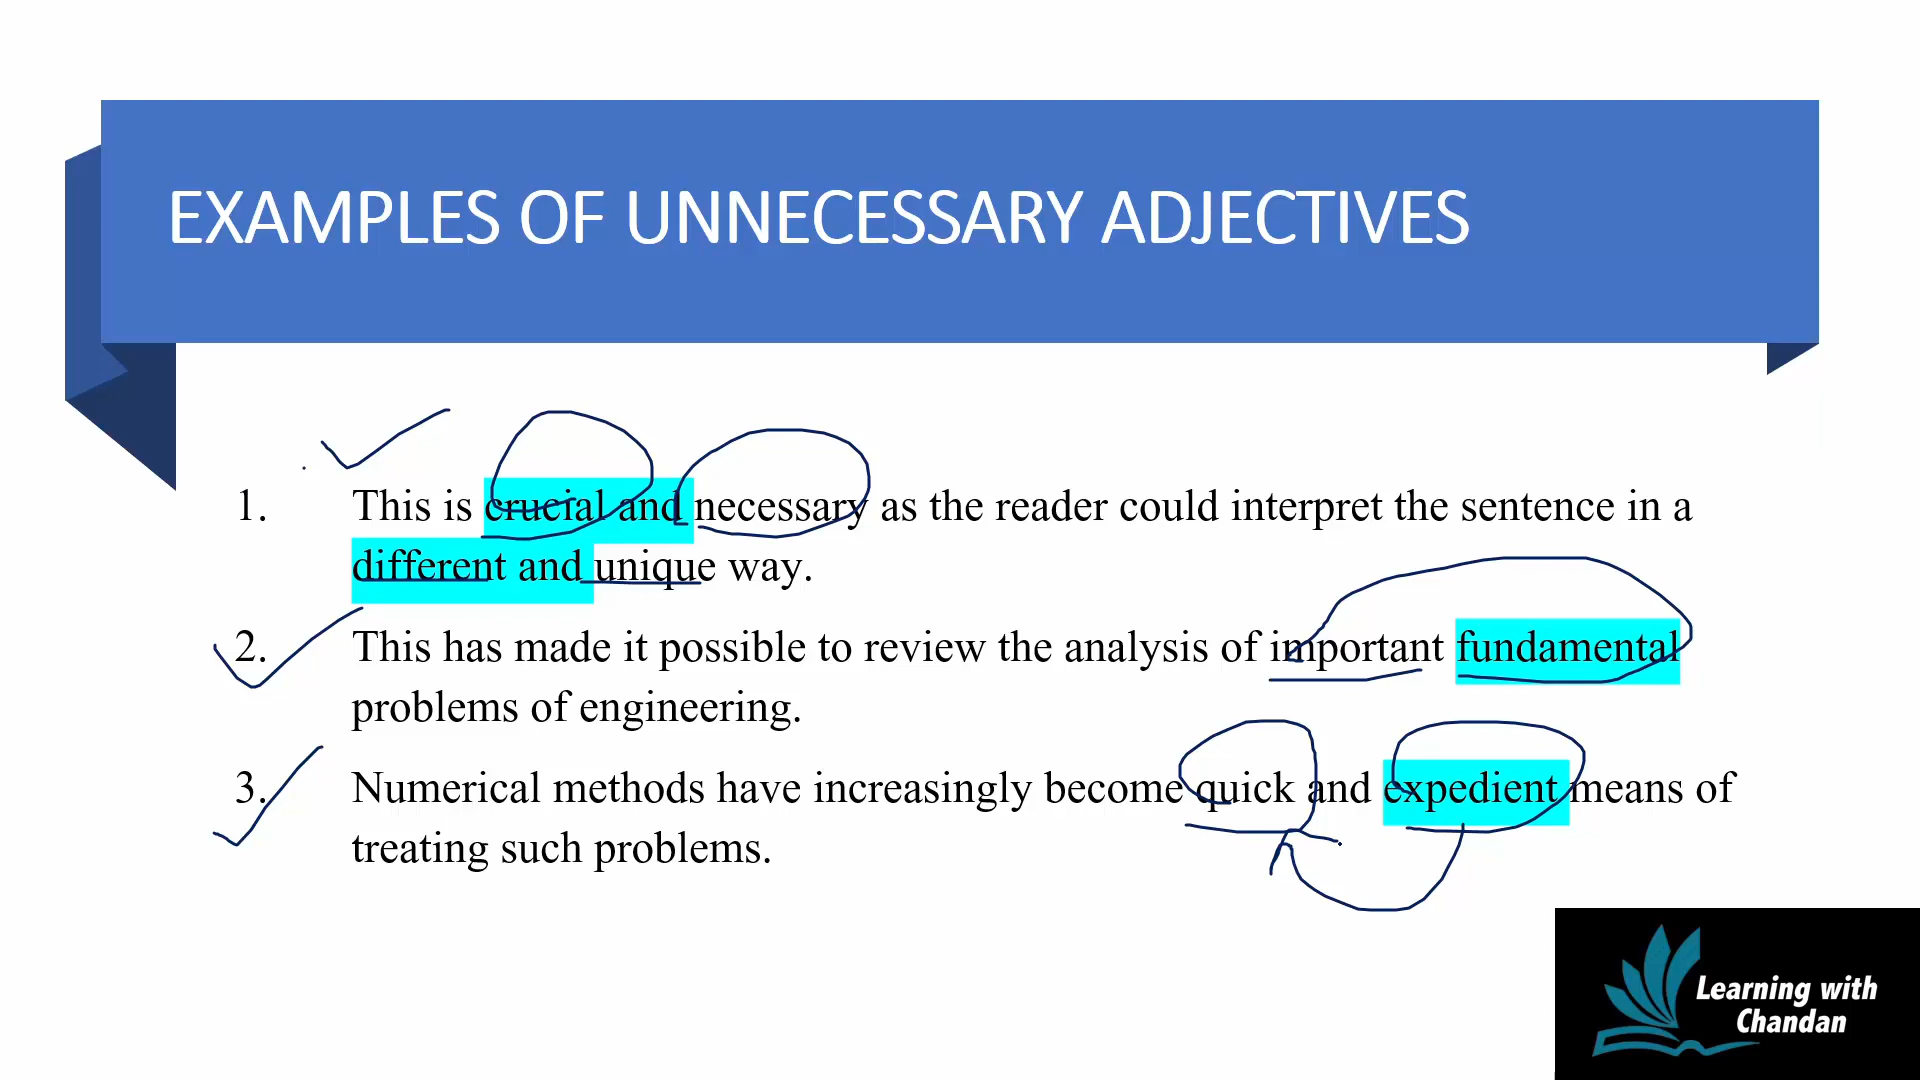 EXAMPLES OF UNNECESSARY ADJECTIVES
1. This is crucial and necessary as the reader could interpret the sentence in a
different and unique way.
2. This has made it possible to review the analysis of important fundamental
problems of engineering.
3. Numerical methods have increasingly become quick and expedient means of
treating such problems.
Learning with
Chandan